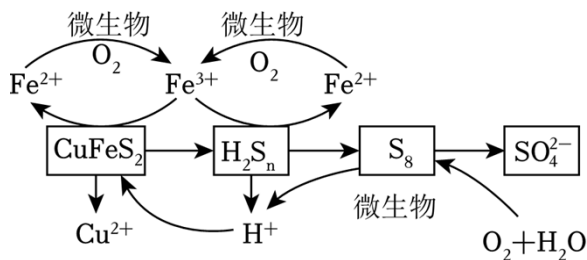 微生物 微生物
O₂ O₂
Fe²⁺ Fe³⁺ Fe²⁺
CuFeS₂ H₂Sₙ S₈ SO₄²⁻
微生物
Cu²⁺ H⁺
O₂+H₂O